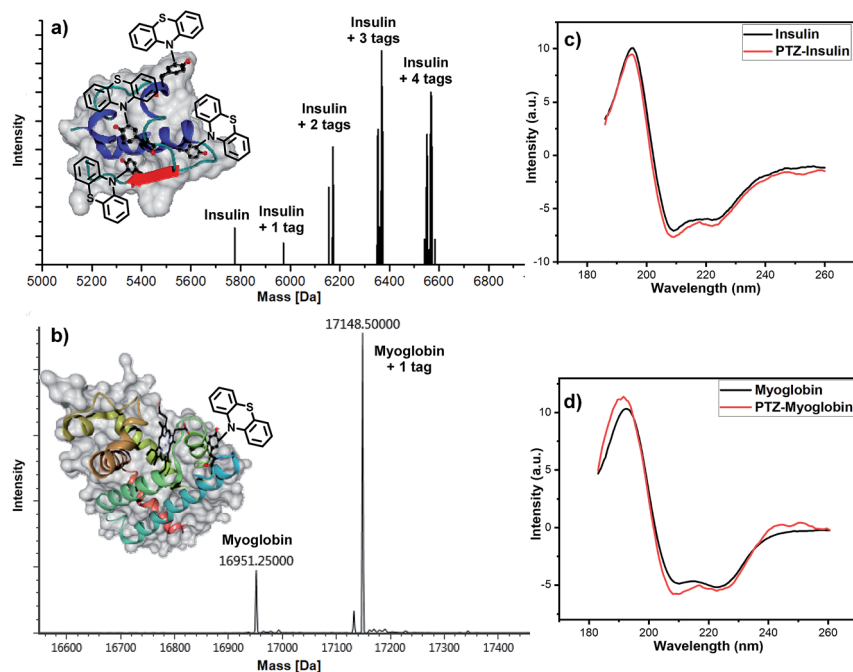 a)
S
N
S
N
N
S
N
S
Insulin
+ 3 tags
Insulin
+ 4 tags
Insulin
+ 2 tags
Insulin
Insulin
+ 1 tag
Intensity
5000 5200 5400 5600 5800 6000 6200 6400 6600 6800
Mass [Da]
c)
Insulin
PTZ-Insulin
Intensity (a.u.)
10
5
0
-5
-10
180 200 220 240 260
Wavelength (nm)
b)
17148.50000
Myoglobin
+ 1 tag
S
N
Myoglobin
16951.25000
Intensity
16600 16700 16800 16900 17000 17100 17200 17300 17400
Mass [Da]
d)
Myoglobin
PTZ-Myoglobin
Intensity (a.u.)
10
5
0
-5
180 200 220 240 260
Wavelength (nm)